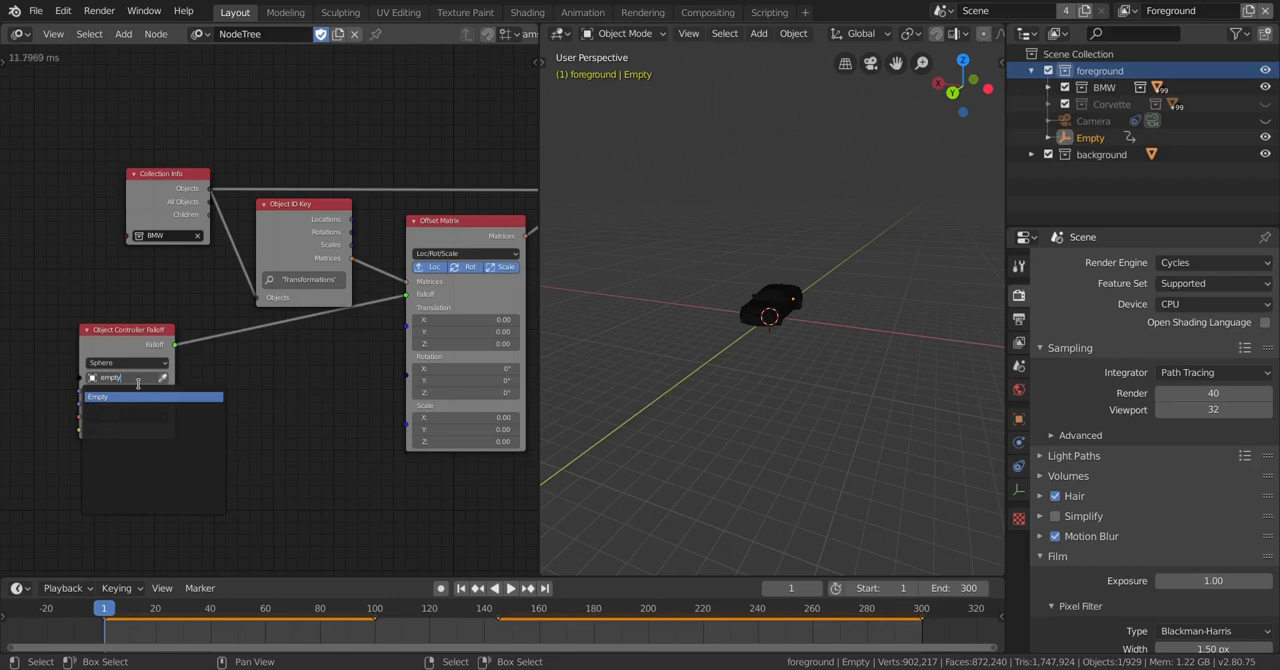 File Edit Render Window Help Layout Modeling Sculpting UV Editing Texture Paint Shading Animation Rendering Compositing Scripting + Scene 4 Foreground
View Select Add Node NodeTree
Object Mode View Select Add Object Global
11.7969 ms
User Perspective
(1) foreground | Empty
Z
X
Y
Collection Info
Objects
All Objects
Children
BMW
Object ID Key
Locations
Rotations
Scales
Matrices
"Transformations'
Objects
Offset Matrix
Matrices
Loc/Rot/Scale
Loc Rot Scale
Matrices
Falloff
Translation
X: 0.00
Y: 0.00
Z: 0.00
Rotation
X: 0°
Y: 0°
Z: 0°
Scale
X: 0.00
Y: 0.00
Z: 0.00
Object Controller Falloff
Falloff
Sphere
empty
Empty
Scene Collection
foreground
BMW 99
Corvette 99
Camera
Empty
background
Scene
Render Engine Cycles
Feature Set Supported
Device CPU
Open Shading Language
Sampling
Integrator Path Tracing
Render 40
Viewport 32
Advanced
Light Paths
Volumes
Hair
Simplify
Motion Blur
Film
Exposure 1.00
Pixel Filter
Type Blackman-Harris
Width 1.50 px
Playback Keying View Marker 1 Start: 1 End: 300
-20 1 20 40 60 80 100 120 140 160 180 200 220 240 260 280 300 320
Select Box Select Pan View Select Box Select foreground | Empty | Verts:902,217 | Faces:872,240 | Tris:1,747,924 | Objects:1/929 | Mem: 1.22 GB | v2.80.75